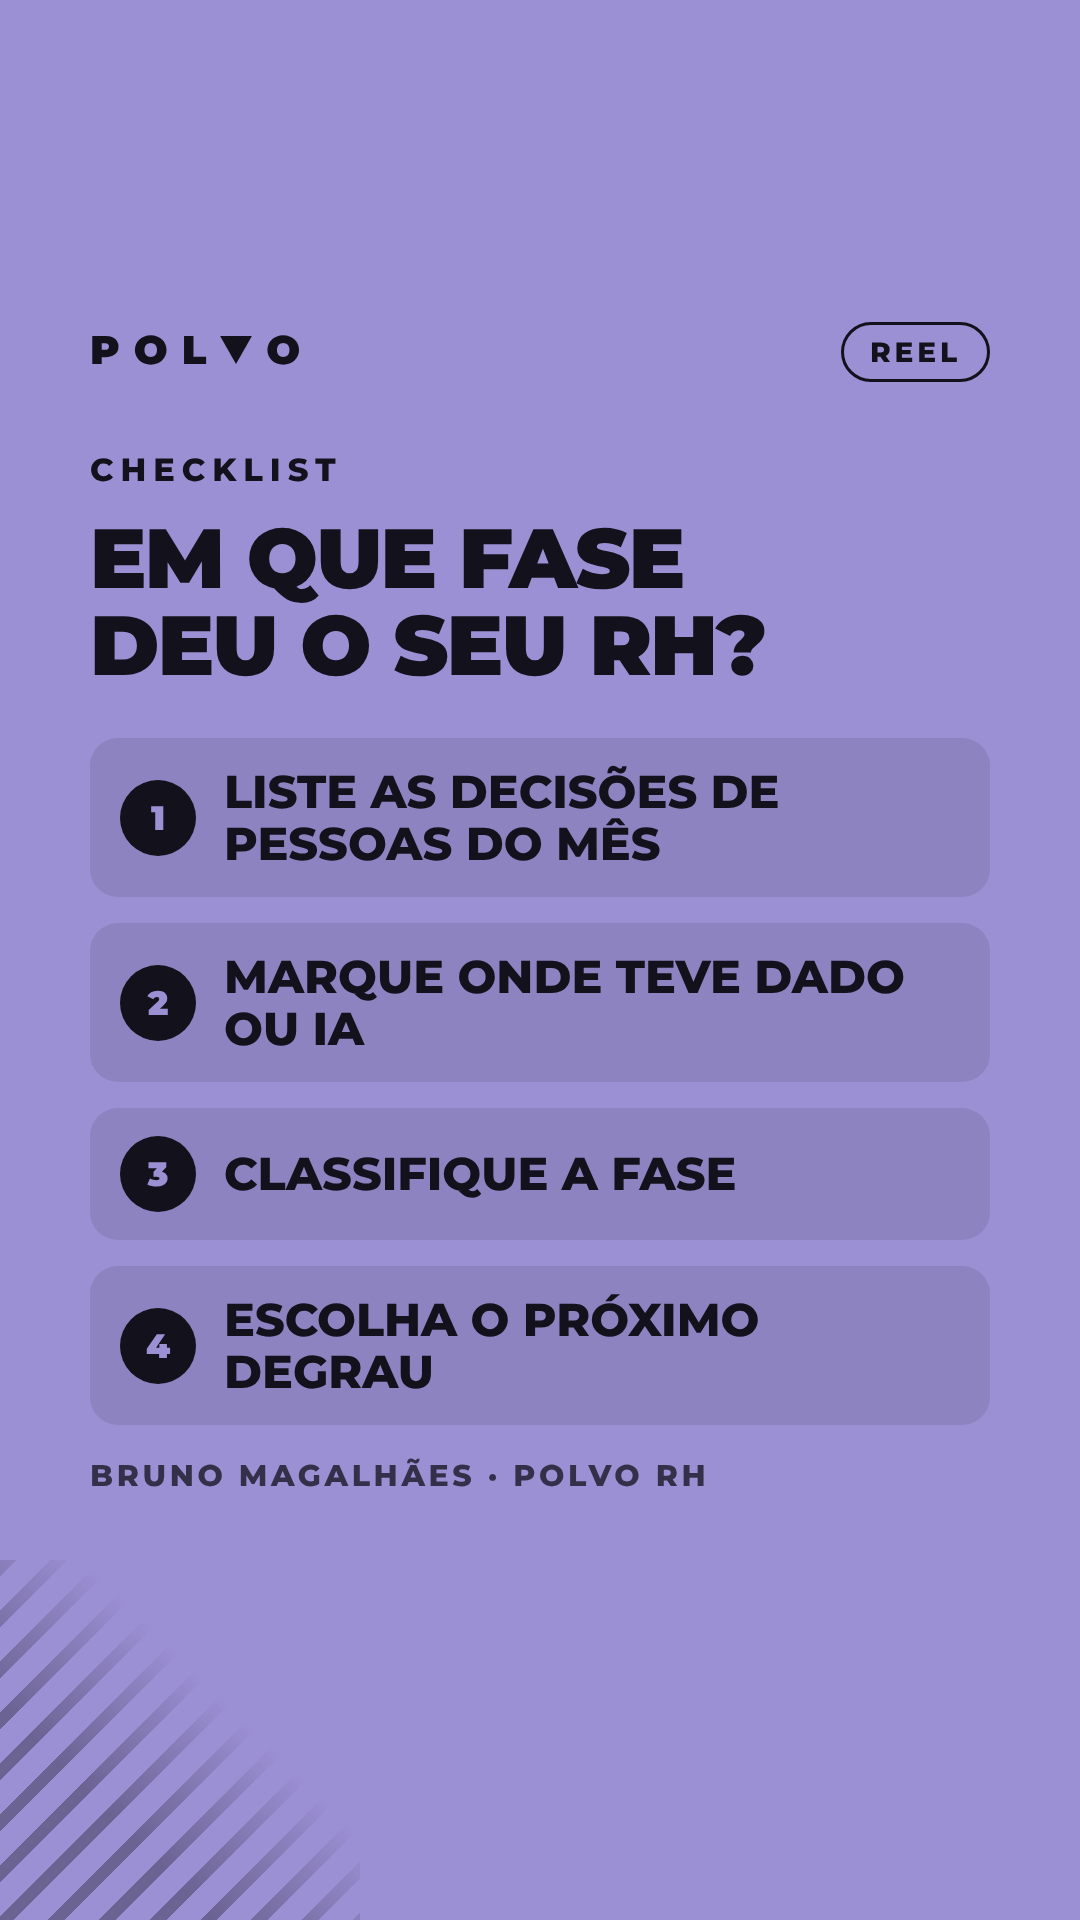 POLVO
REEL
CHECKLIST
EM QUE FASE
DEU O SEU RH?
1
LISTE AS DECISÕES DE
PESSOAS DO MÊS
2
MARQUE ONDE TEVE DADO
OU IA
3
CLASSIFIQUE A FASE
4
ESCOLHA O PRÓXIMO
DEGRAU
BRUNO MAGALHÃES • POLVO RH